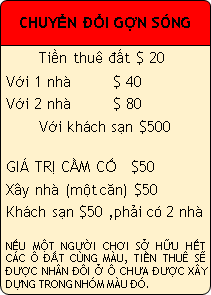 CHUYỂN ĐỔI GỢN SÓNG
Tiền thuê đất $ 20
Với 1 nhà $ 40
Với 2 nhà $ 80
Với khách sạn $500
GIÁ TRỊ CẦM CỐ $50
Xây nhà (một căn) $50
Khách sạn $50 ,phải có 2 nhà
NẾU MỘT NGƯỜI CHƠI SỞ HỮU HẾT
CÁC Ô ĐẤT CÙNG MÀU, TIỀN THUÊ SẼ
ĐƯỢC NHÂN ĐÔI Ở Ô CHƯA ĐƯỢC XÂY
DỰNG TRONG NHÓM MÀU ĐÓ.